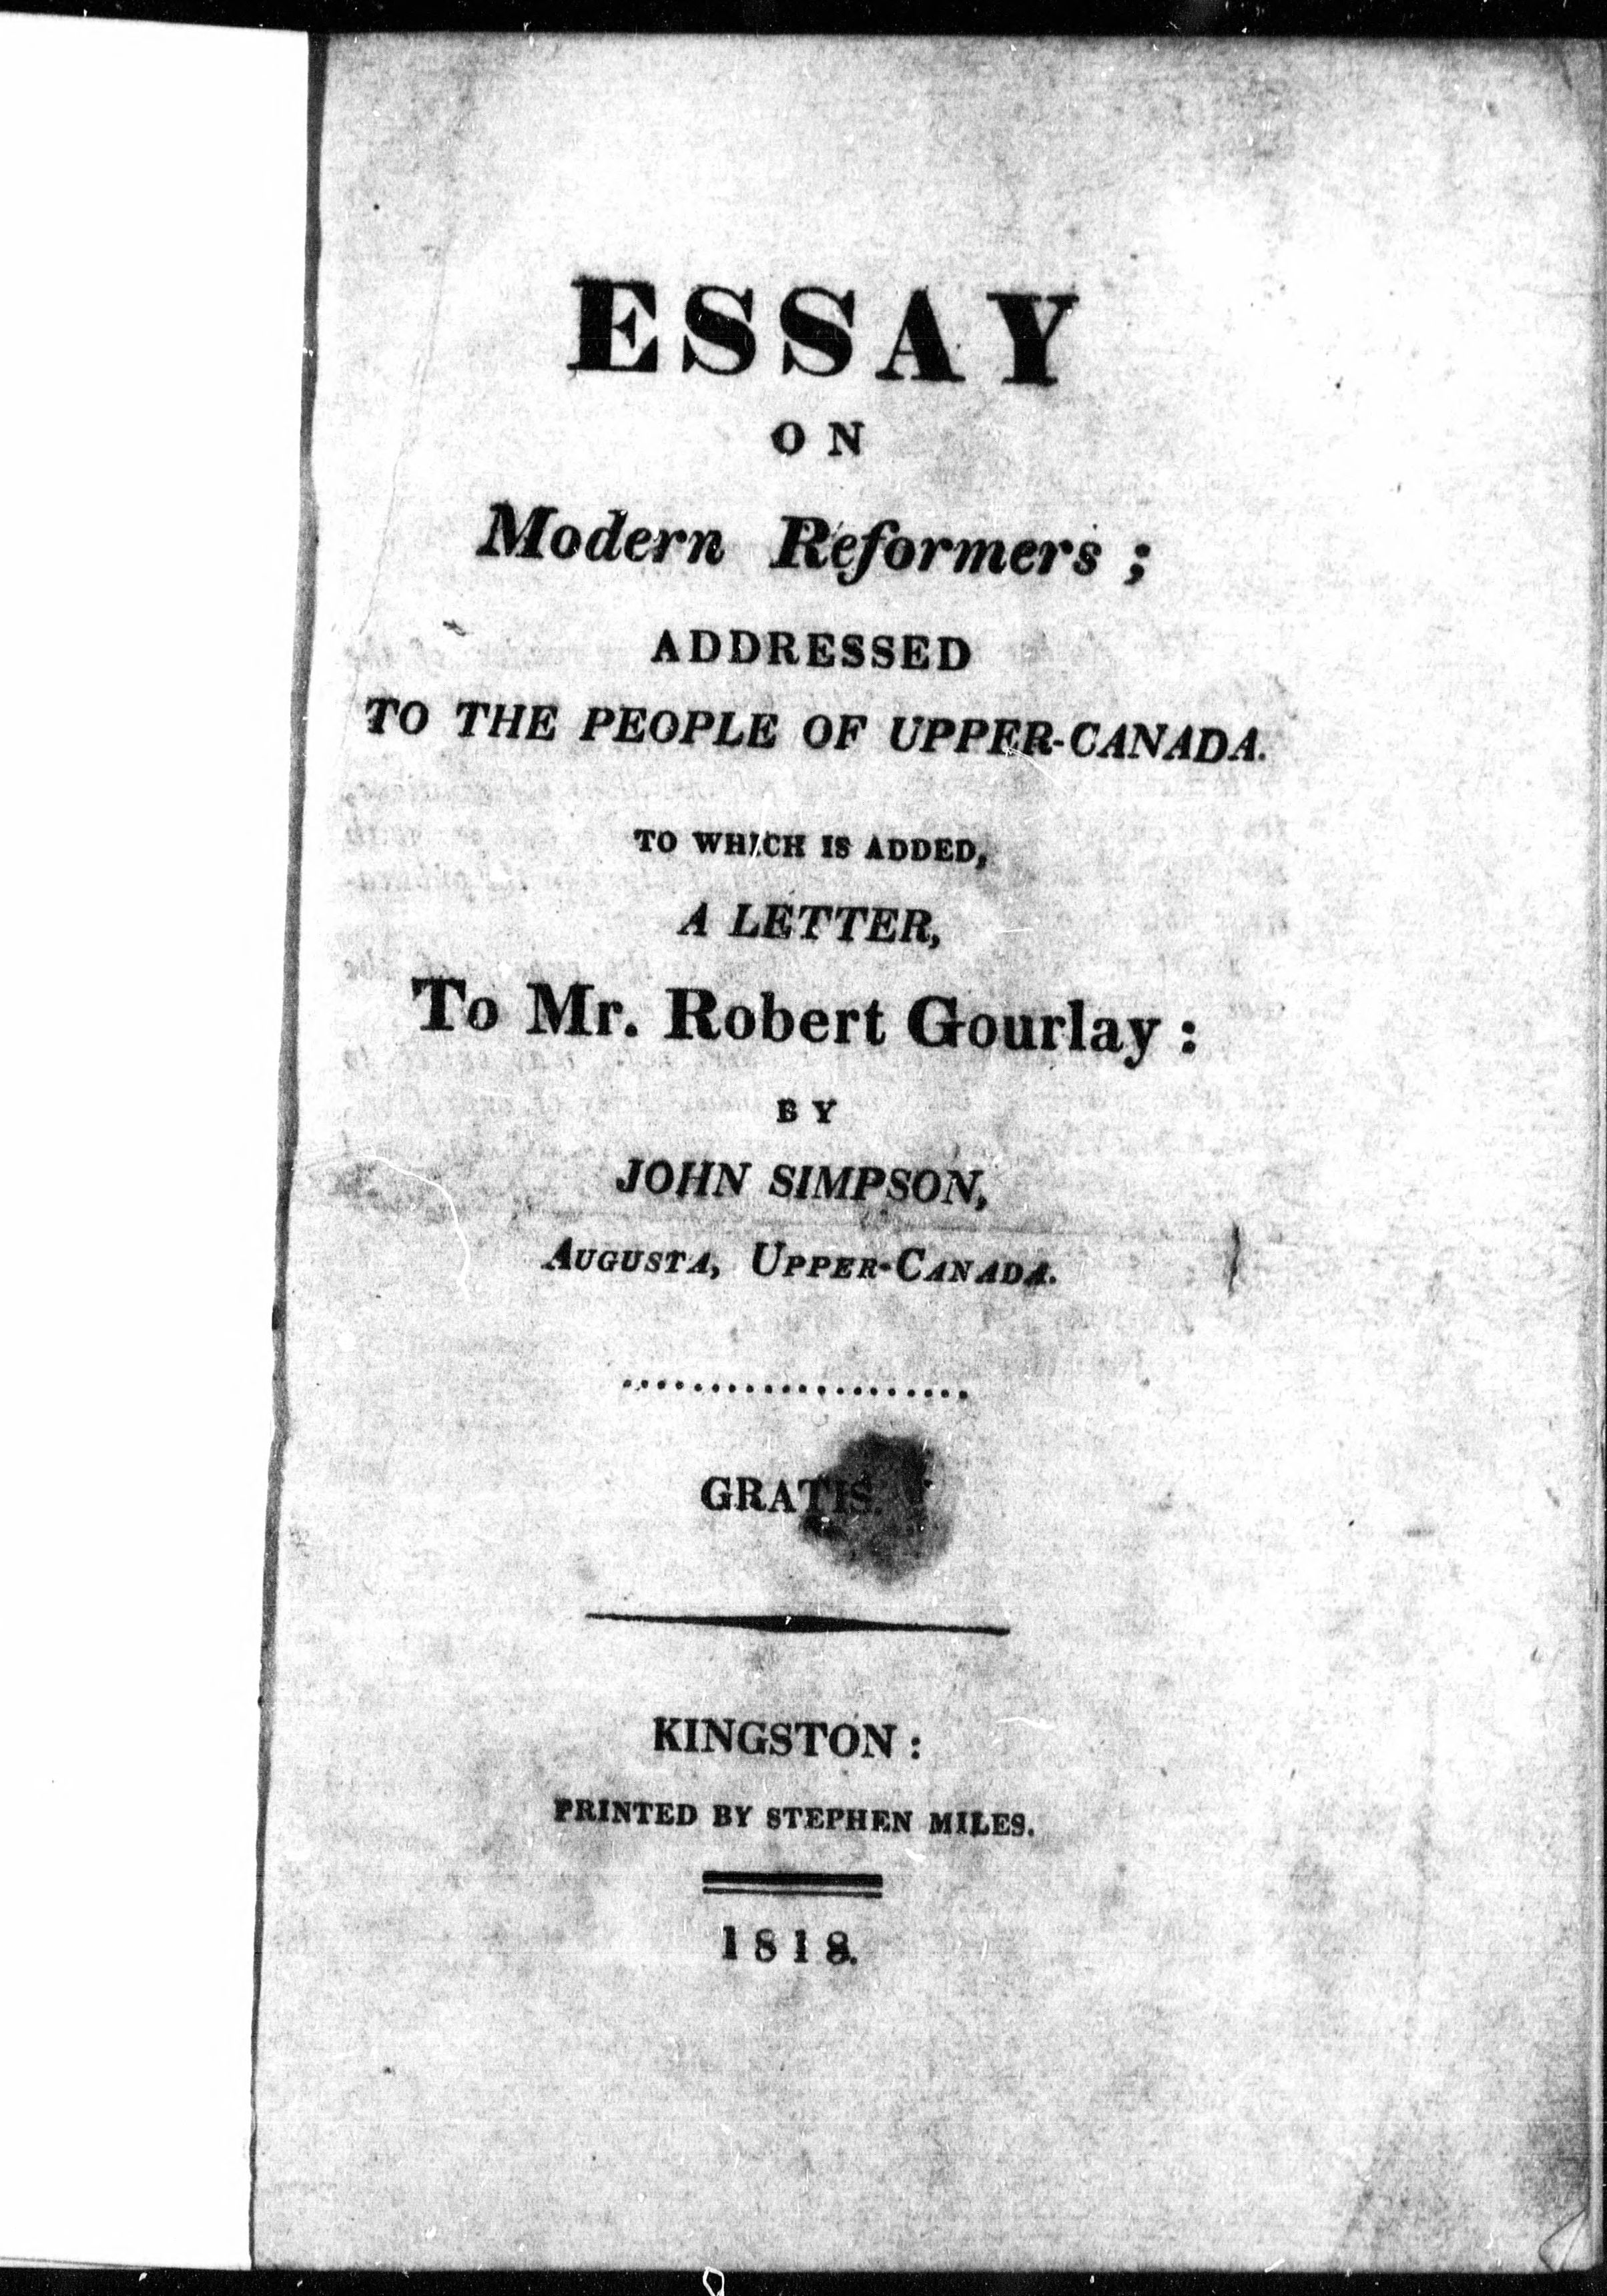 ESSAY
ON
Modern Reformers;
ADDRESSED
TO THE PEOPLE OF UPPER-CANADA.
TO WHICH IS ADDED,
A LETTER,
To Mr. Robert Gourlay:
BY
JOHN SIMPSON,
AUGUSTA, UPPER-CANADA.
GRATIS.
KINGSTON:
PRINTED BY STEPHEN MILES.
1818.